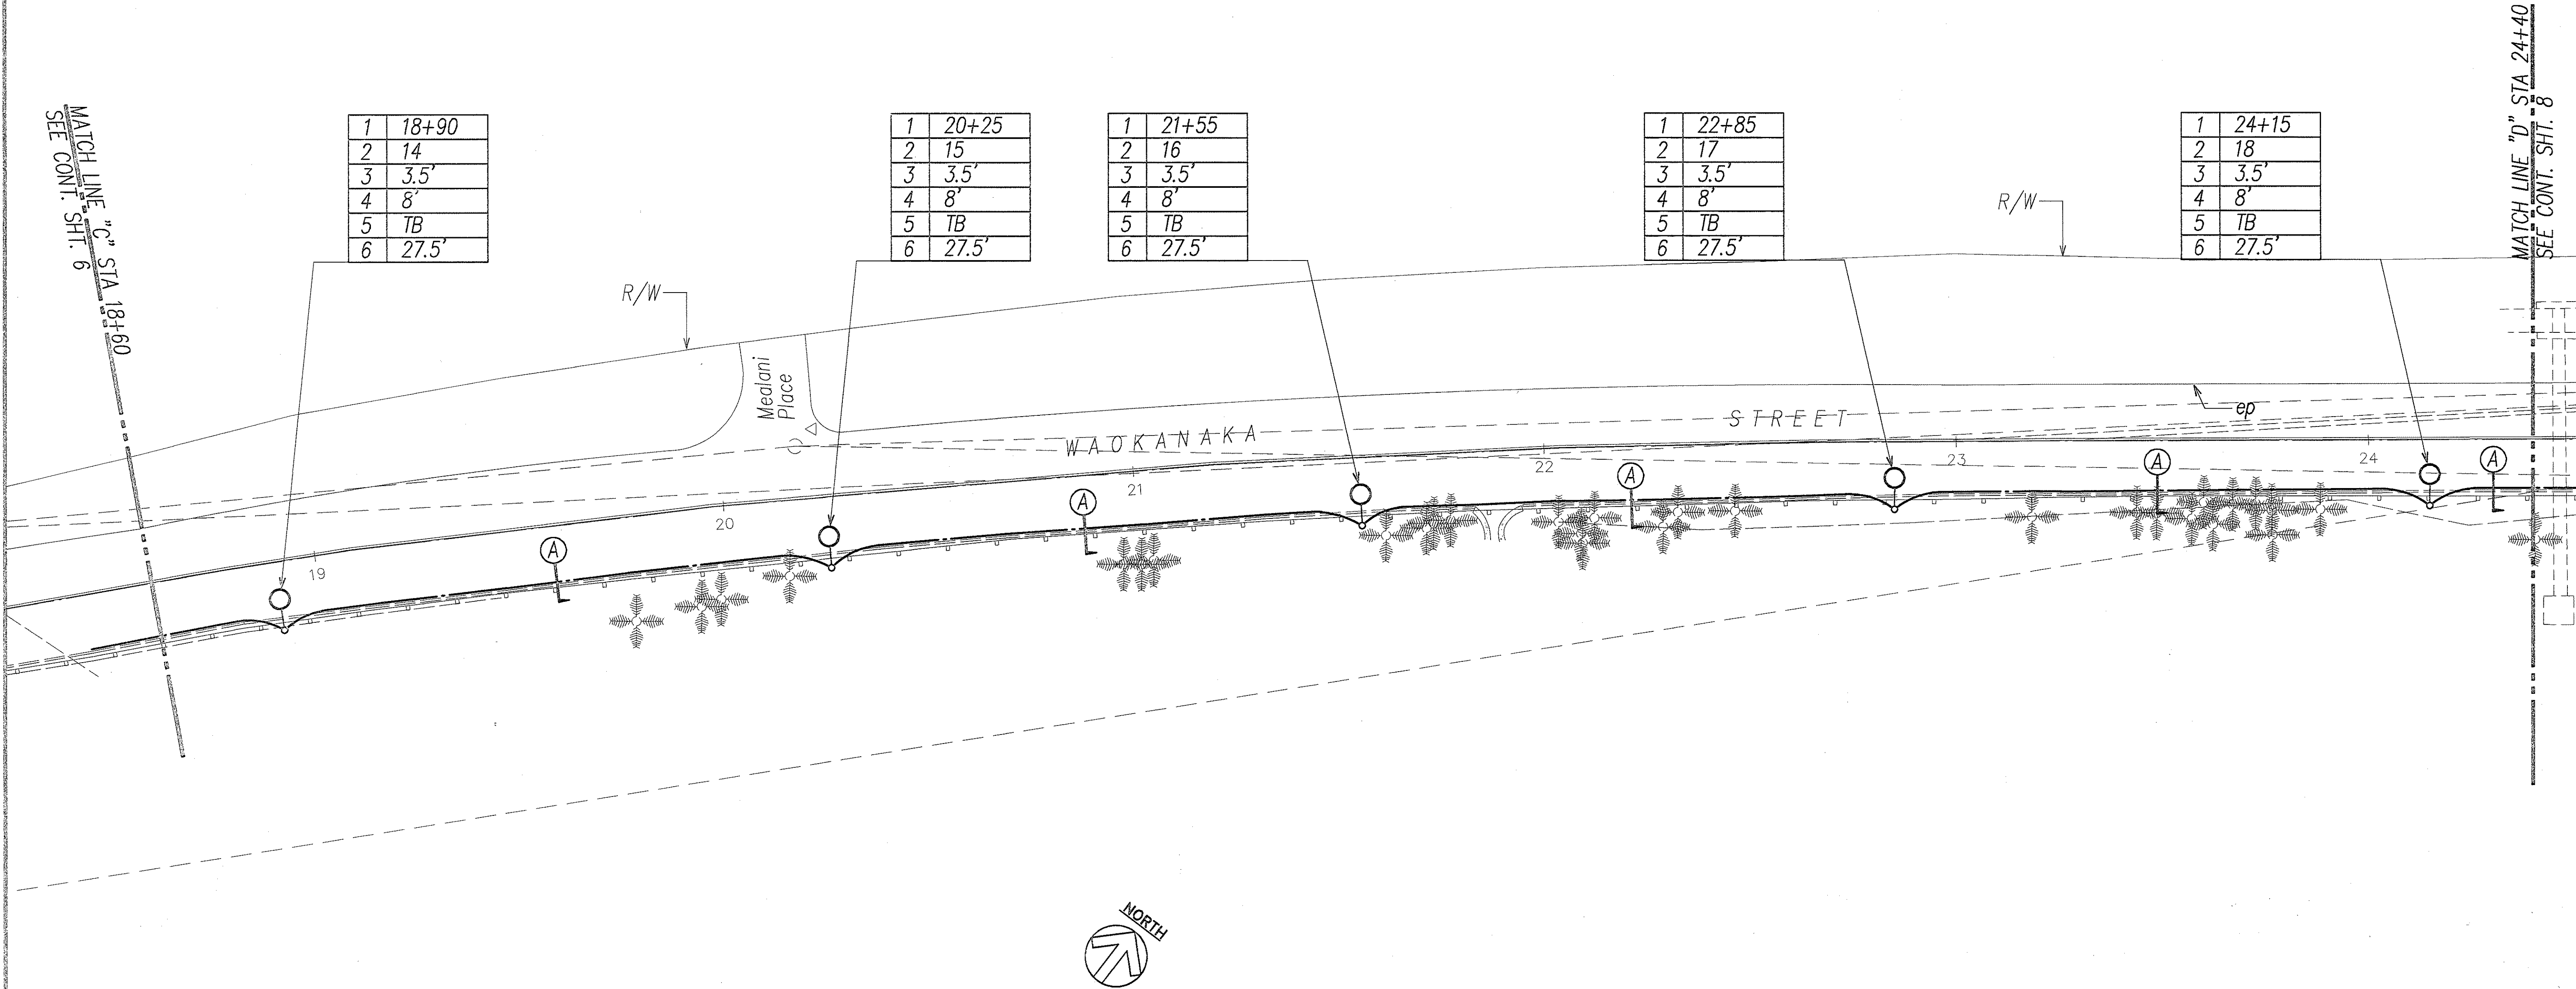 MATCH LINE "C" STA 18+60
SEE CONT. SHT. 6
1 18+90
2 14
3 3.5'
4 8'
5 TB
6 27.5'
1 20+25
2 15
3 3.5'
4 8'
5 TB
6 27.5'
1 21+55
2 16
3 3.5'
4 8'
5 TB
6 27.5'
1 22+85
2 17
3 3.5'
4 8'
5 TB
6 27.5'
1 24+15
2 18
3 3.5'
4 8'
5 TB
6 27.5'
MATCH LINE "D" STA 24+40
SEE CONT. SHT. 8
R/W
R/W
Mealani
Place
WAOKANAKA STREET
ep
19
20
21
22
23
24
A
A
A
A
A
NORTH